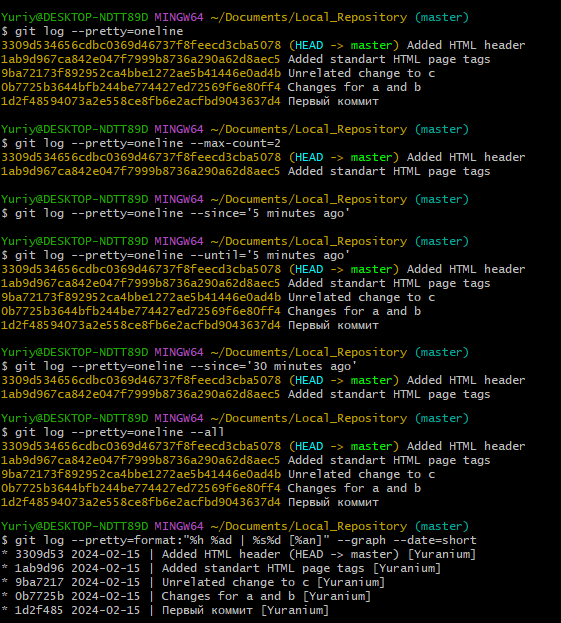 Yuriy@DESKTOP-NDTT89D MINGW64 ~/Documents/Local_Repository (master)
$ git log --pretty=oneline
3309d534656cdbc0369d46737f8feecd3cba5078 (HEAD -> master) Added HTML header
1ab9d967ca842e047f7999b8736a290a62d8aec5 Added standart HTML page tags
9ba72173f892952ca4bbe1272ae5b41446e0ad4b Unrelated change to c
0b7725b3644bfb244be774427ed72569f6e80ff4 Changes for a and b
1d2f48594073a2e558ce8fb6e2acfbd9043637d4 Первый коммит
Yuriy@DESKTOP-NDTT89D MINGW64 ~/Documents/Local_Repository (master)
$ git log --pretty=oneline --max-count=2
3309d534656cdbc0369d46737f8feecd3cba5078 (HEAD -> master) Added HTML header
1ab9d967ca842e047f7999b8736a290a62d8aec5 Added standart HTML page tags
Yuriy@DESKTOP-NDTT89D MINGW64 ~/Documents/Local_Repository (master)
$ git log --pretty=oneline --since='5 minutes ago'
Yuriy@DESKTOP-NDTT89D MINGW64 ~/Documents/Local_Repository (master)
$ git log --pretty=oneline --until='5 minutes ago'
3309d534656cdbc0369d46737f8feecd3cba5078 (HEAD -> master) Added HTML header
1ab9d967ca842e047f7999b8736a290a62d8aec5 Added standart HTML page tags
9ba72173f892952ca4bbe1272ae5b41446e0ad4b Unrelated change to c
0b7725b3644bfb244be774427ed72569f6e80ff4 Changes for a and b
1d2f48594073a2e558ce8fb6e2acfbd9043637d4 Первый коммит
Yuriy@DESKTOP-NDTT89D MINGW64 ~/Documents/Local_Repository (master)
$ git log --pretty=oneline --since='30 minutes ago'
3309d534656cdbc0369d46737f8feecd3cba5078 (HEAD -> master) Added HTML header
1ab9d967ca842e047f7999b8736a290a62d8aec5 Added standart HTML page tags
Yuriy@DESKTOP-NDTT89D MINGW64 ~/Documents/Local_Repository (master)
$ git log --pretty=oneline --all
3309d534656cdbc0369d46737f8feecd3cba5078 (HEAD -> master) Added HTML header
1ab9d967ca842e047f7999b8736a290a62d8aec5 Added standart HTML page tags
9ba72173f892952ca4bbe1272ae5b41446e0ad4b Unrelated change to c
0b7725b3644bfb244be774427ed72569f6e80ff4 Changes for a and b
1d2f48594073a2e558ce8fb6e2acfbd9043637d4 Первый коммит
Yuriy@DESKTOP-NDTT89D MINGW64 ~/Documents/Local_Repository (master)
$ git log --pretty=format:"%h %ad | %s%d [%an]" --graph --date=short
* 3309d53 2024-02-15 | Added HTML header (HEAD -> master) [Yuranium]
* 1ab9d96 2024-02-15 | Added standart HTML page tags [Yuranium]
* 9ba7217 2024-02-15 | Unrelated change to c [Yuranium]
* 0b7725b 2024-02-15 | Changes for a and b [Yuranium]
* 1d2f485 2024-02-15 | Первый коммит [Yuranium]